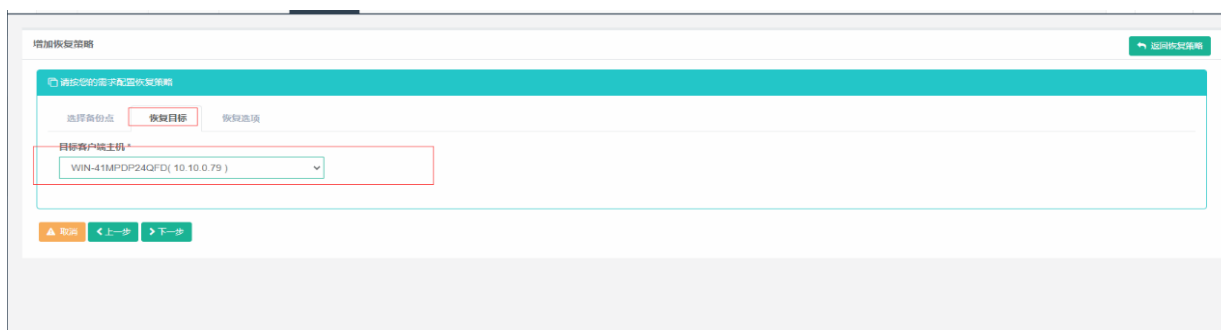 增加恢复策略
返回恢复策略
请按您的需求配置恢复策略
选择备份点 恢复目标 恢复选项
目标客户端主机 *
WIN-41MPDP24QFD( 10.10.0.79 )
取消 上一步 下一步